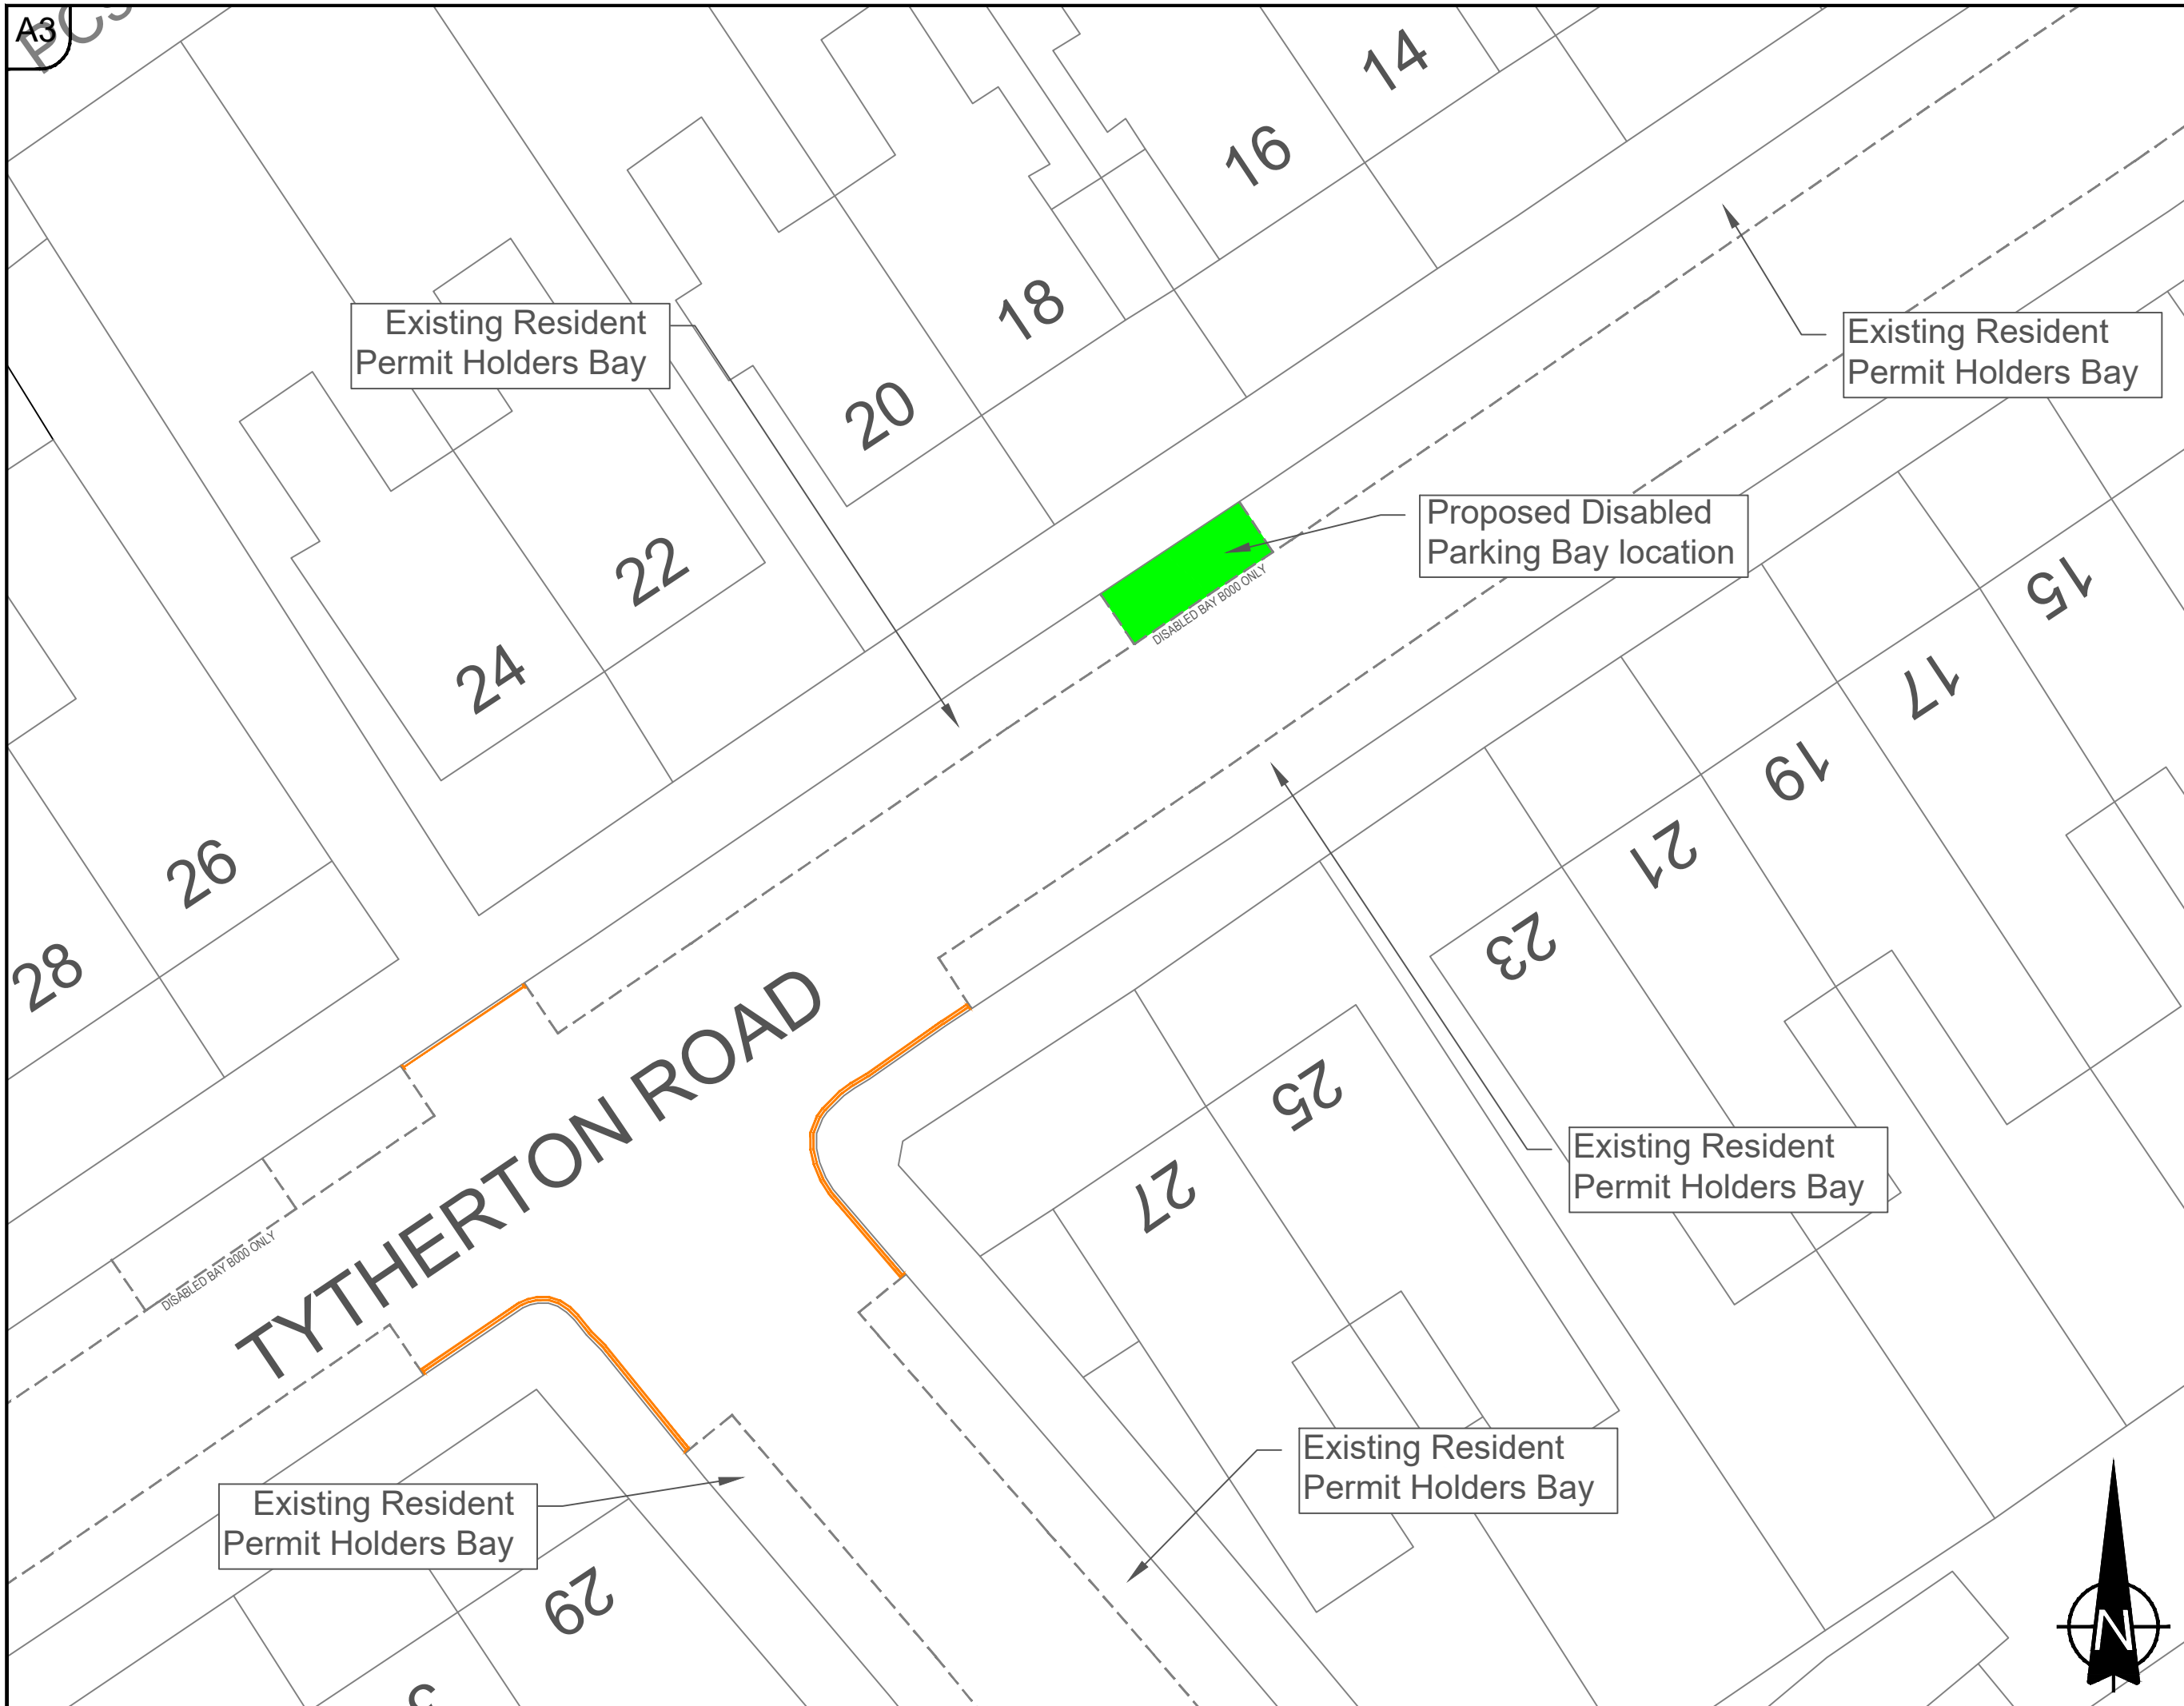 A3
14
16
18
20
22
24
26
28
Existing Resident
Permit Holders Bay
Existing Resident
Permit Holders Bay
Proposed Disabled
Parking Bay location
DISABLED BAY B000 ONLY
15
17
19
21
23
25
27
29
TYTHERTON ROAD
DISABLED BAY B000 ONLY
Existing Resident
Permit Holders Bay
Existing Resident
Permit Holders Bay
Existing Resident
Permit Holders Bay
N